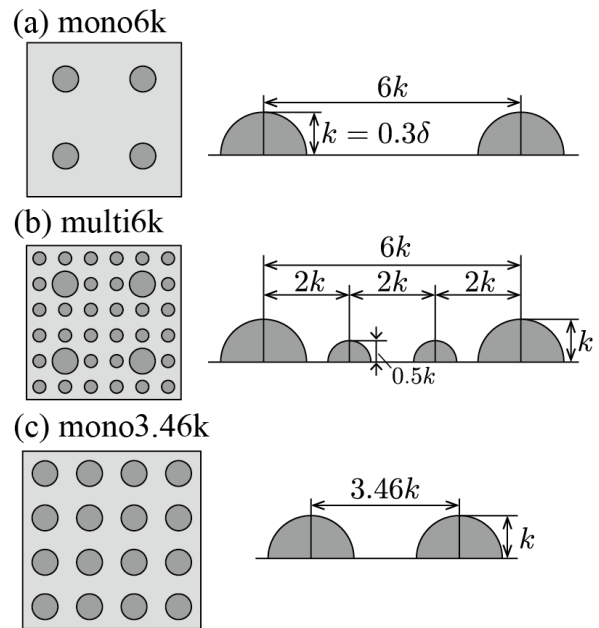 (a) mono6k
6k
k = 0.3δ
(b) multi6k
6k
2k 2k 2k
k
0.5k
(c) mono3.46k
3.46k
k